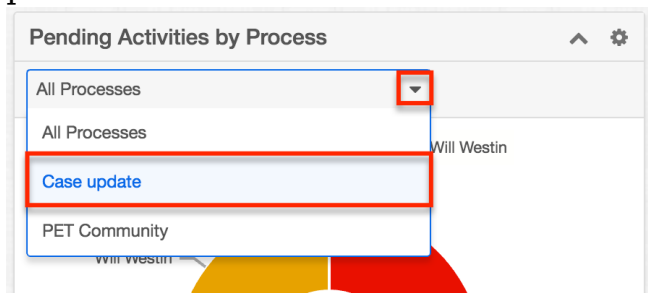 Pending Activities by Process
All Processes
All Processes
Will Westin
Case update
PET Community
Will Westin